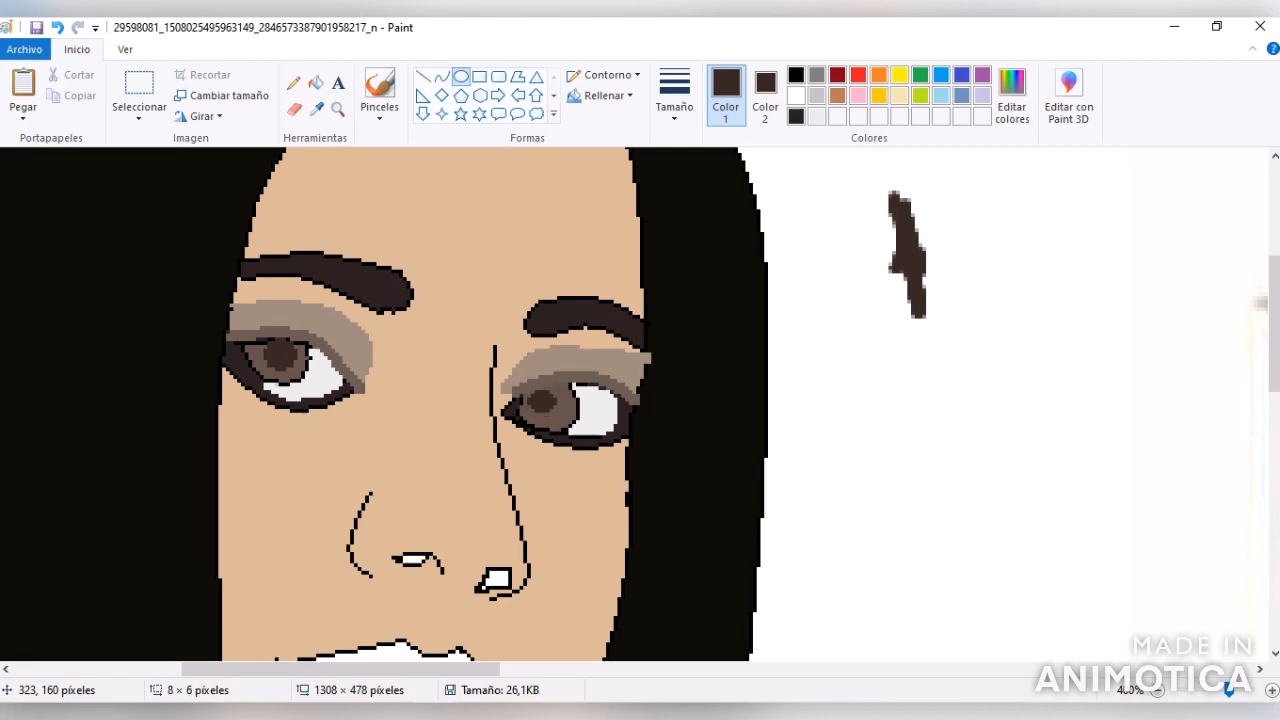 29598081_1508025495963149_2846573387901958217_n - Paint
Archivo Inicio Ver
Pegar
Cortar
Copiar
Portapapeles
Seleccionar
Recortar
Cambiar tamaño
Girar
Imagen
Herramientas
Pinceles
Contorno
Rellenar
Formas
Tamaño
Color 1
Color 2
Editar colores
Colores
Editar con Paint 3D
MADE IN
ANIMOTICA
323, 160 píxeles 8 × 6 píxeles 1308 × 478 píxeles Tamaño: 26,1KB 400%